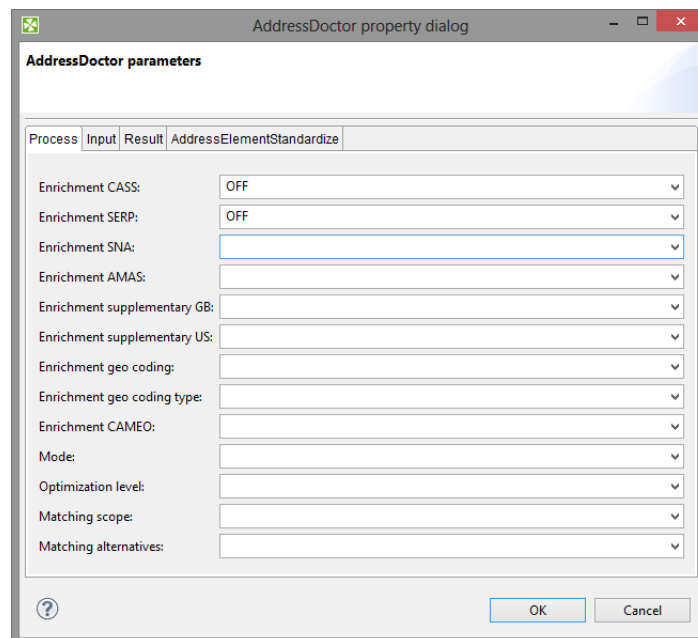 AddressDoctor property dialog
AddressDoctor parameters
Process Input Result AddressElementStandardize
Enrichment CASS: OFF
Enrichment SERP: OFF
Enrichment SNA:
Enrichment AMAS:
Enrichment supplementary GB:
Enrichment supplementary US:
Enrichment geo coding:
Enrichment geo coding type:
Enrichment CAMEO:
Mode:
Optimization level:
Matching scope:
Matching alternatives:
? OK Cancel